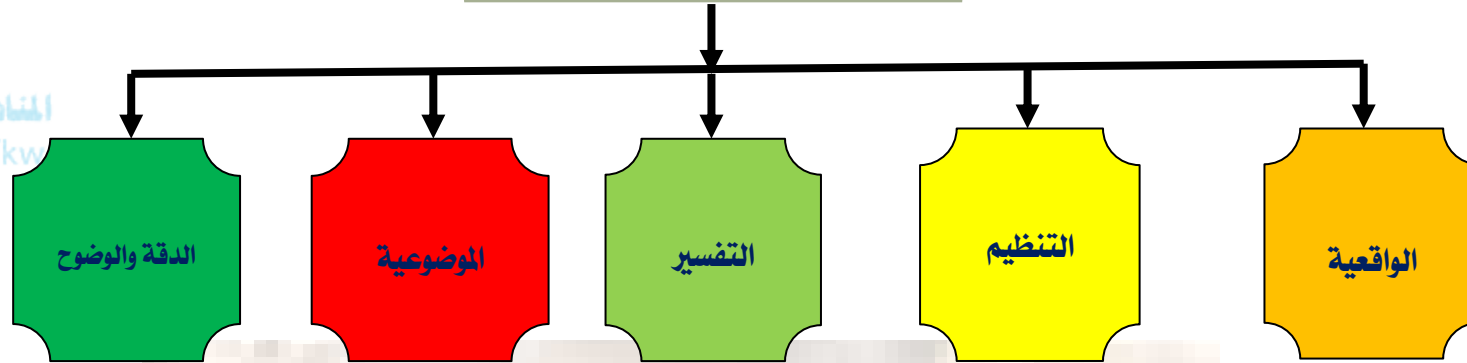 الواقعية
التنظيم
التفسير
الموضوعية
الدقة والوضوح